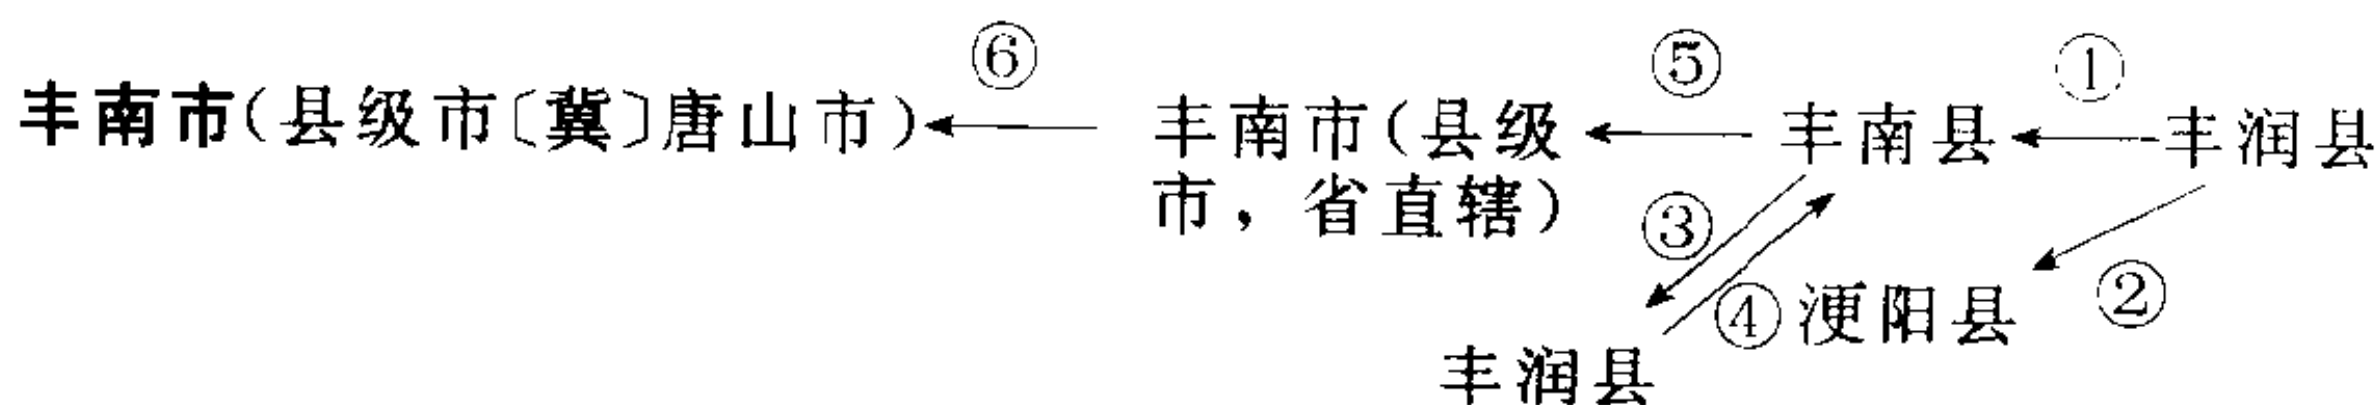 ⑥ ⑤ ①
丰南市(县级市〔冀〕唐山市) 丰南市(县级 丰南县 丰润县
市，省直辖)
③
④ 浭阳县 ②
丰润县